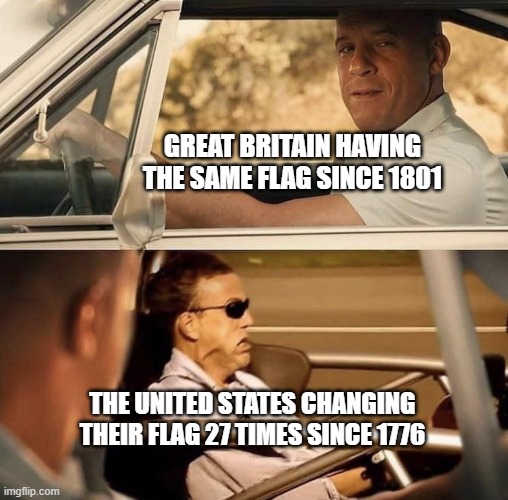 GREAT BRITAIN HAVING
THE SAME FLAG SINCE 1801
THE UNITED STATES CHANGING
THEIR FLAG 27 TIMES SINCE 1776
imgflip.com